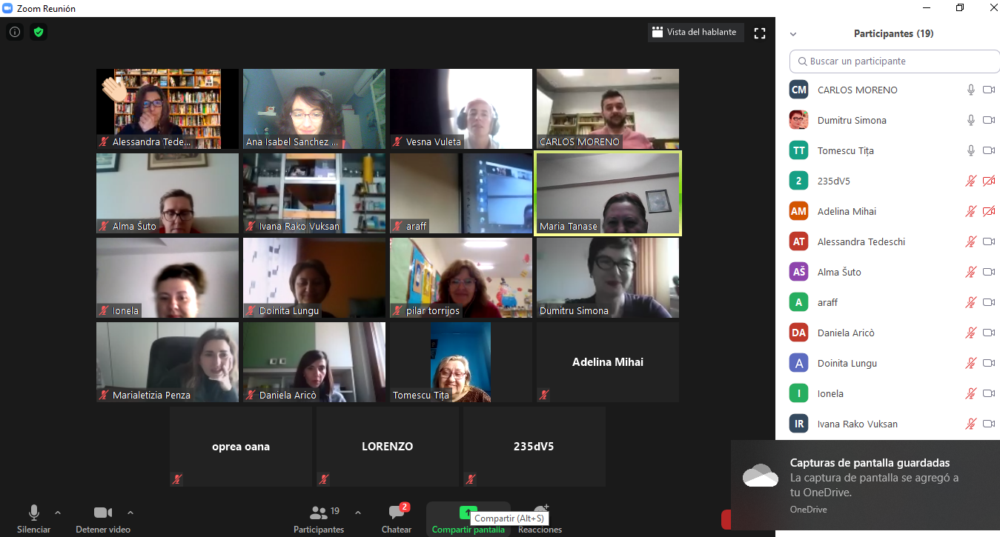 Zoom Reunión
Vista del hablante
Alessandra Tede...
Ana Isabel Sanchez ...
Vesna Vuleta
CARLOS MORENO
Alma Šuto
Ivana Rako Vuksan
araff
Maria Tanase
Ionela
Doinita Lungu
pilar torrijos
Dumitru Simona
Marialetizia Penza
Daniela Aricò
Tomescu Tița
Adelina Mihai
oprea oana
LORENZO
235dV5
Silenciar
Detener video
19
Participantes
2
Chatear
Compartir pantalla
Compartir (Alt+S)
Reacciones
Participantes (19)
Buscar un participante
CM CARLOS MORENO
Dumitru Simona
TT Tomescu Tița
2 235dV5
AM Adelina Mihai
AT Alessandra Tedeschi
AŠ Alma Šuto
A araff
DA Daniela Aricò
A Doinita Lungu
I Ionela
IR Ivana Rako Vuksan
Capturas de pantalla guardadas
La captura de pantalla se agregó a
tu OneDrive.
OneDrive